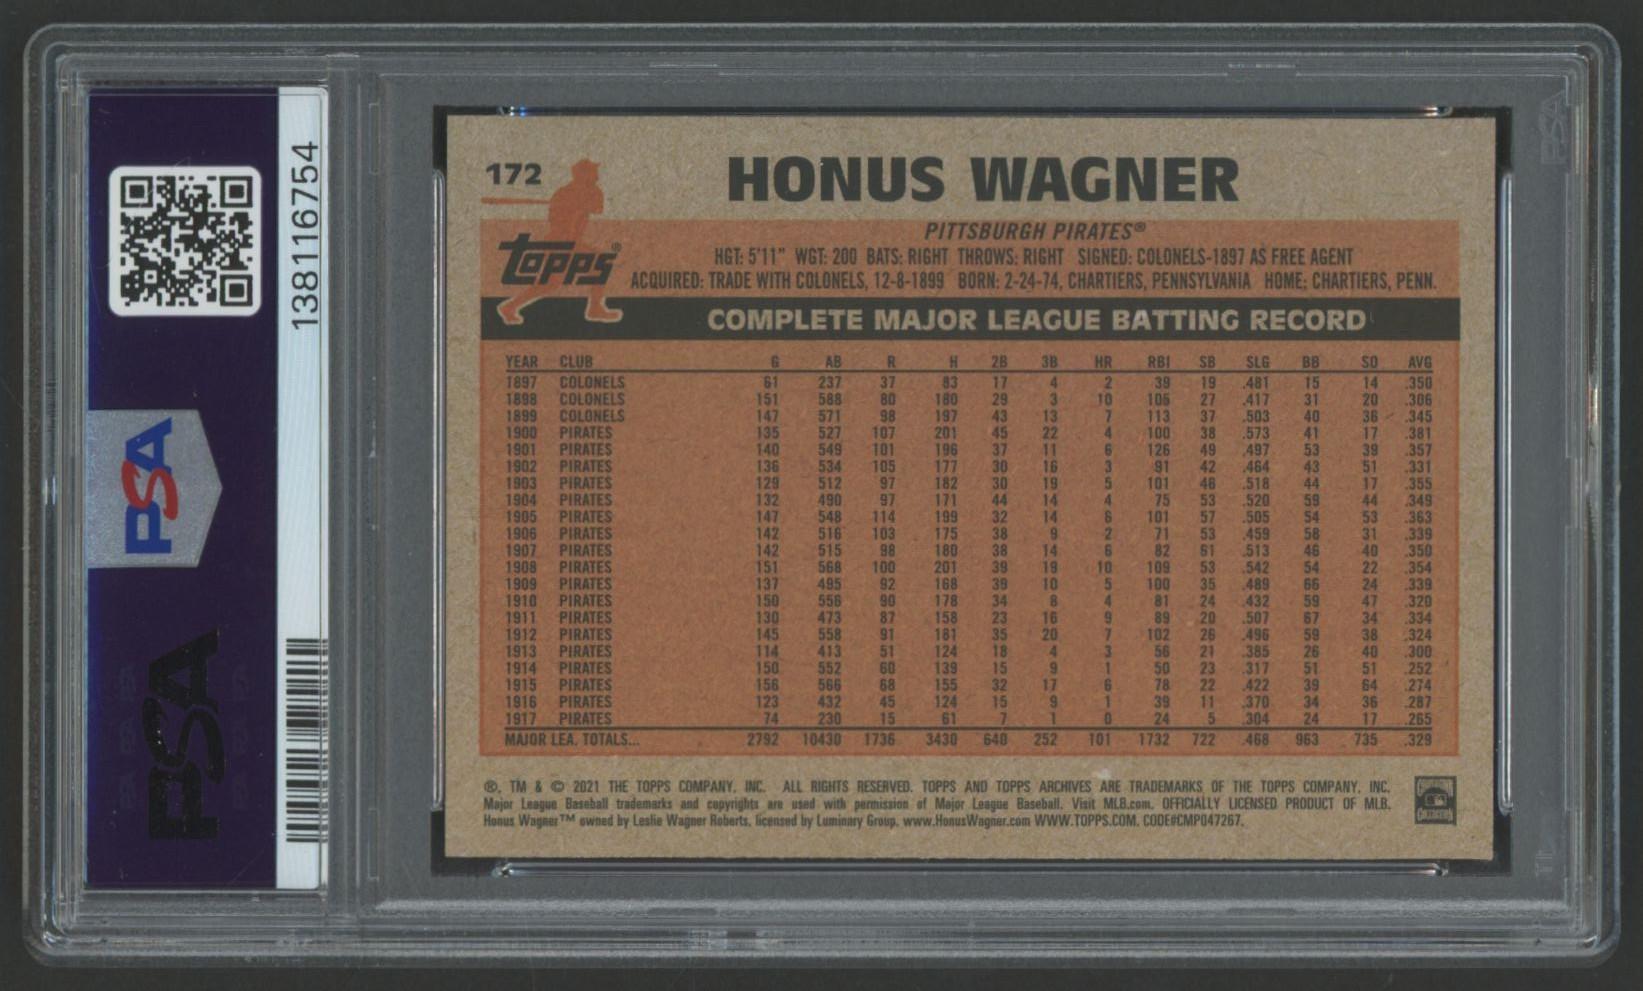 138116754
PSA
PSA
172
HONUS WAGNER
topps®
PITTSBURGH PIRATES®
HGT: 5'11" WGT: 200 BATS: RIGHT THROWS: RIGHT SIGNED: COLONELS-1897 AS FREE AGENT
ACQUIRED: TRADE WITH COLONELS, 12-8-1899 BORN: 2-24-74, CHARTIERS, PENNSYLVANIA HOME: CHARTIERS, PENN.
COMPLETE MAJOR LEAGUE BATTING RECORD
YEAR CLUB G AB R H 2B 3B HR RBI SB SLG BB SO AVG
1897 COLONELS 61 237 37 83 17 4 2 39 19 .481 15 14 .350
1898 COLONELS 151 588 80 180 29 3 10 106 27 .417 31 20 .306
1899 COLONELS 147 571 98 197 43 13 7 113 37 .503 40 36 .345
1900 PIRATES 135 527 107 201 45 22 4 100 38 .573 41 17 .381
1901 PIRATES 140 549 101 196 37 11 6 126 49 .497 53 39 .357
1902 PIRATES 136 534 105 177 30 16 3 91 42 .464 43 51 .331
1903 PIRATES 129 512 97 182 30 19 5 101 46 .518 44 17 .355
1904 PIRATES 132 490 97 171 44 14 4 75 53 .520 59 44 .349
1905 PIRATES 147 548 114 199 32 14 6 101 57 .505 54 53 .363
1906 PIRATES 142 516 103 175 38 9 2 71 53 .459 58 31 .339
1907 PIRATES 142 515 98 180 38 14 6 82 61 .513 46 40 .350
1908 PIRATES 151 568 100 201 39 19 10 109 53 .542 54 22 .354
1909 PIRATES 137 495 92 168 39 10 5 100 35 .489 66 24 .339
1910 PIRATES 150 556 90 178 34 8 4 81 24 .432 59 47 .320
1911 PIRATES 130 473 87 158 23 16 9 89 20 .507 67 34 .334
1912 PIRATES 145 558 91 181 35 20 7 102 26 .496 59 38 .324
1913 PIRATES 114 413 51 124 18 4 3 56 21 .385 26 40 .300
1914 PIRATES 150 552 60 139 15 9 1 50 23 .317 51 51 .252
1915 PIRATES 156 566 68 155 32 17 6 78 22 .422 39 64 .274
1916 PIRATES 123 432 45 124 15 9 1 39 11 .370 34 36 .287
1917 PIRATES 74 230 15 61 7 1 0 24 5 .304 24 17 .265
MAJOR LEA. TOTALS... 2792 10430 1736 3430 640 252 101 1732 722 .468 963 735 .329
®, TM & © 2021 THE TOPPS COMPANY, INC. ALL RIGHTS RESERVED. TOPPS AND TOPPS ARCHIVES ARE TRADEMARKS OF THE TOPPS COMPANY, INC.
Major League Baseball trademarks and copyrights are used with permission of Major League Baseball. Visit MLB.com. OFFICIALLY LICENSED PRODUCT OF MLB.
Honus Wagner™ owned by Leslie Wagner Roberts, licensed by Luminary Group. www.HonusWagner.com WWW.TOPPS.COM. CODE#CMP047267.
PSA